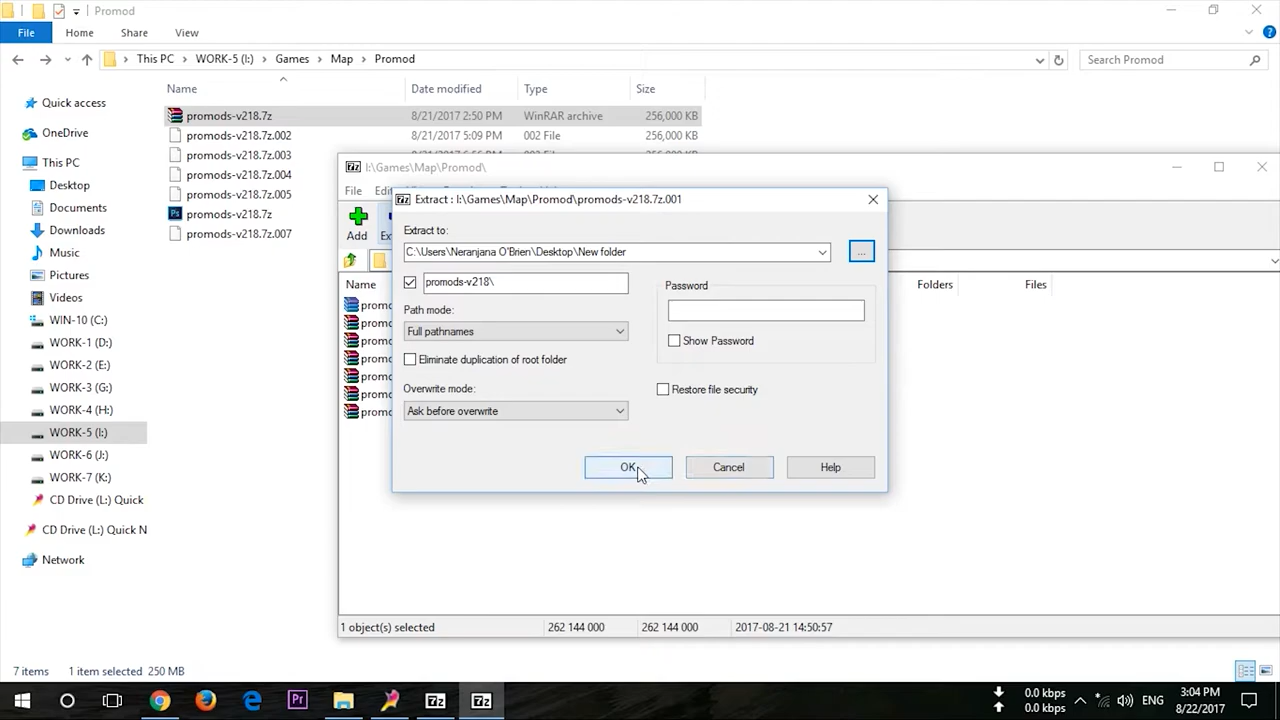 Promod
File Home Share View
This PC WORK-5 (I:) Games Map Promod
Search Promod
Name Date modified Type Size
Quick access
OneDrive
This PC
Desktop
Documents
Downloads
Music
Pictures
Videos
WIN-10 (C:)
WORK-1 (D:)
WORK-2 (E:)
WORK-3 (G:)
WORK-4 (H:)
WORK-5 (I:)
WORK-6 (J:)
WORK-7 (K:)
CD Drive (L:) Quick
CD Drive (L:) Quick N
Network
promods-v218.7z 8/21/2017 2:50 PM WinRAR archive 256,000 KB
promods-v218.7z.002 8/21/2017 5:09 PM 002 File 256,000 KB
promods-v218.7z.003
promods-v218.7z.004
promods-v218.7z.005
promods-v218.7z
promods-v218.7z.007
I:\Games\Map\Promod\
File
Add
Name Folders Files
promo
promo
promo
promo
promo
promo
promo
Extract : I:\Games\Map\Promod\promods-v218.7z.001
Extract to:
C:\Users\Neranjana O'Brien\Desktop\New folder
...
promods-v218\
Path mode:
Full pathnames
Eliminate duplication of root folder
Overwrite mode:
Ask before overwrite
Password
Show Password
Restore file security
OK Cancel Help
1 object(s) selected 262 144 000 262 144 000 2017-08-21 14:50:57
7 items 1 item selected 250 MB
0.0 kbps
0.0 kbps
ENG
3:04 PM
8/22/2017